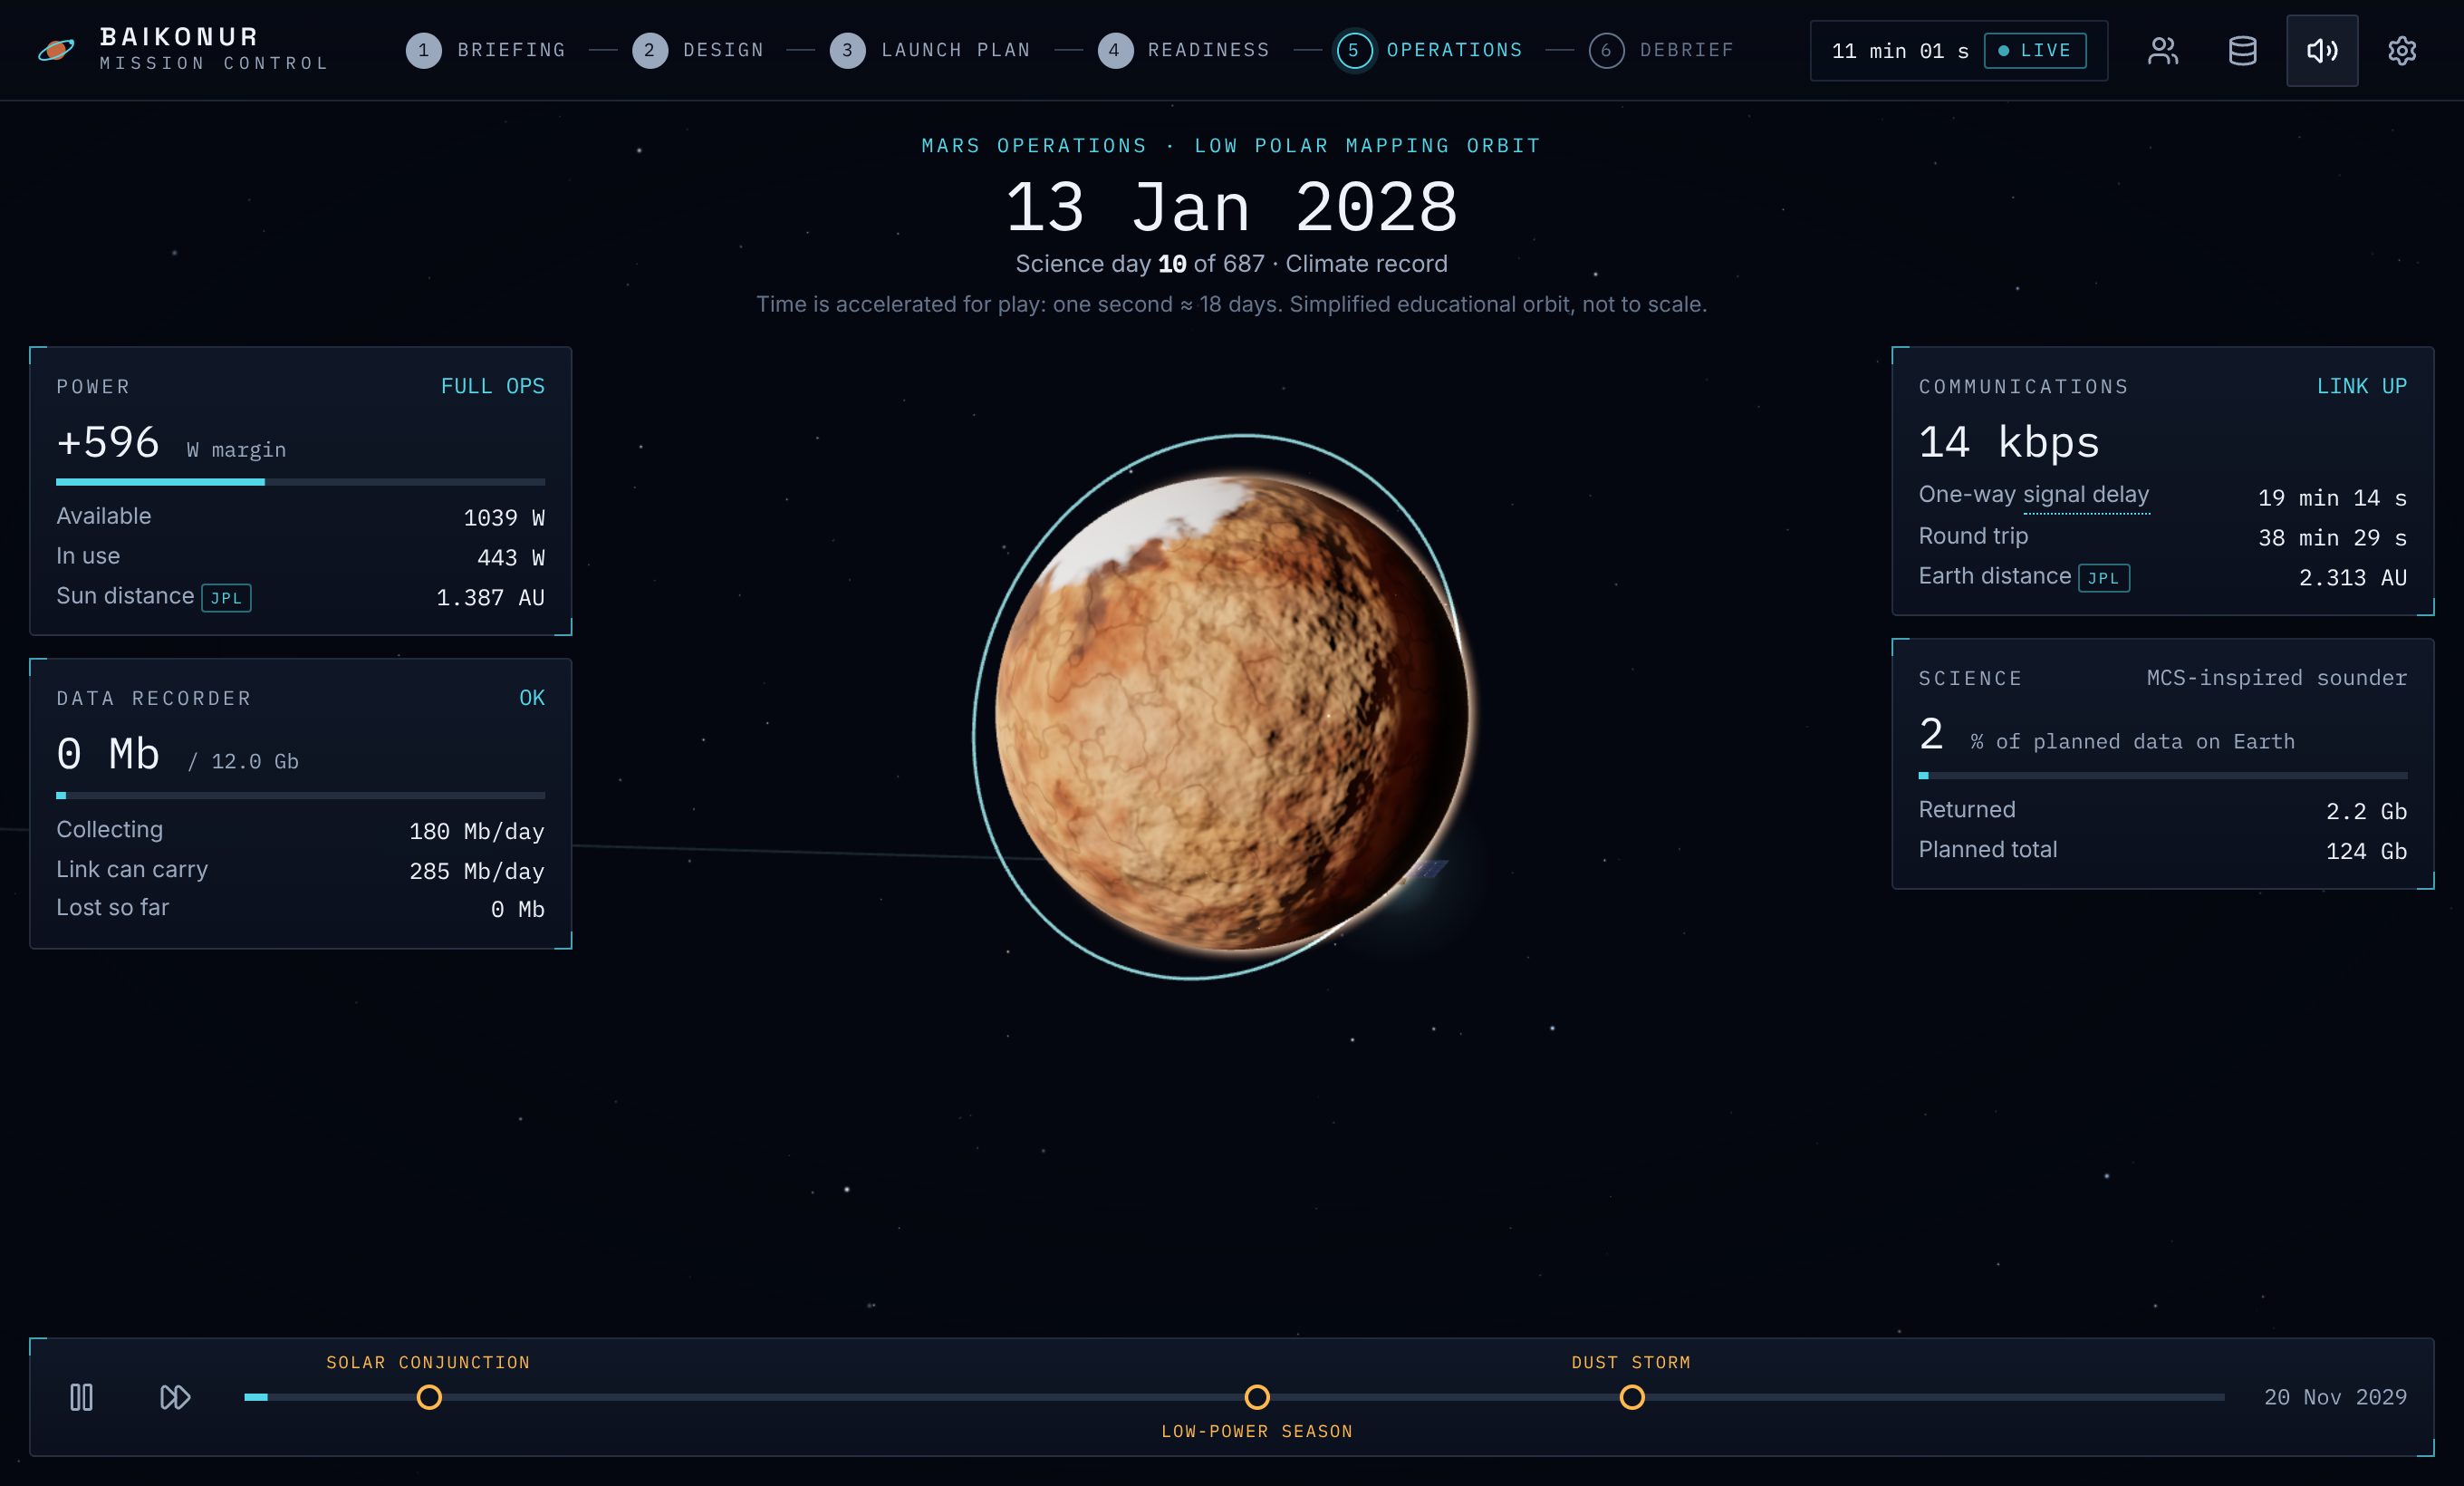 BAIKONUR
MISSION CONTROL
1 BRIEFING
2 DESIGN
3 LAUNCH PLAN
4 READINESS
5 OPERATIONS
6 DEBRIEF
11 min 01 s
LIVE
MARS OPERATIONS · LOW POLAR MAPPING ORBIT
13 Jan 2028
Science day 10 of 687 · Climate record
Time is accelerated for play: one second ≈ 18 days. Simplified educational orbit, not to scale.
POWER FULL OPS
+596 W margin
Available 1039 W
In use 443 W
Sun distance JPL 1.387 AU
DATA RECORDER OK
0 Mb / 12.0 Gb
Collecting 180 Mb/day
Link can carry 285 Mb/day
Lost so far 0 Mb
COMMUNICATIONS LINK UP
14 kbps
One-way signal delay 19 min 14 s
Round trip 38 min 29 s
Earth distance JPL 2.313 AU
SCIENCE MCS-inspired sounder
2 % of planned data on Earth
Returned 2.2 Gb
Planned total 124 Gb
SOLAR CONJUNCTION
DUST STORM
20 Nov 2029
LOW-POWER SEASON